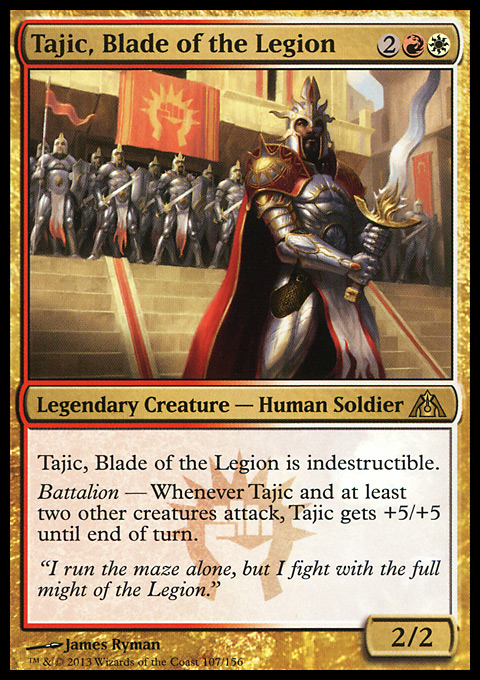 Tajic, Blade of the Legion 2
Legendary Creature — Human Soldier
Tajic, Blade of the Legion is indestructible.
Battalion — Whenever Tajic and at least
two other creatures attack, Tajic gets +5/+5
until end of turn.
“I run the maze alone, but I fight with the full
might of the Legion.”
James Ryman
2/2
™ & © 2013 Wizards of the Coast 107/156